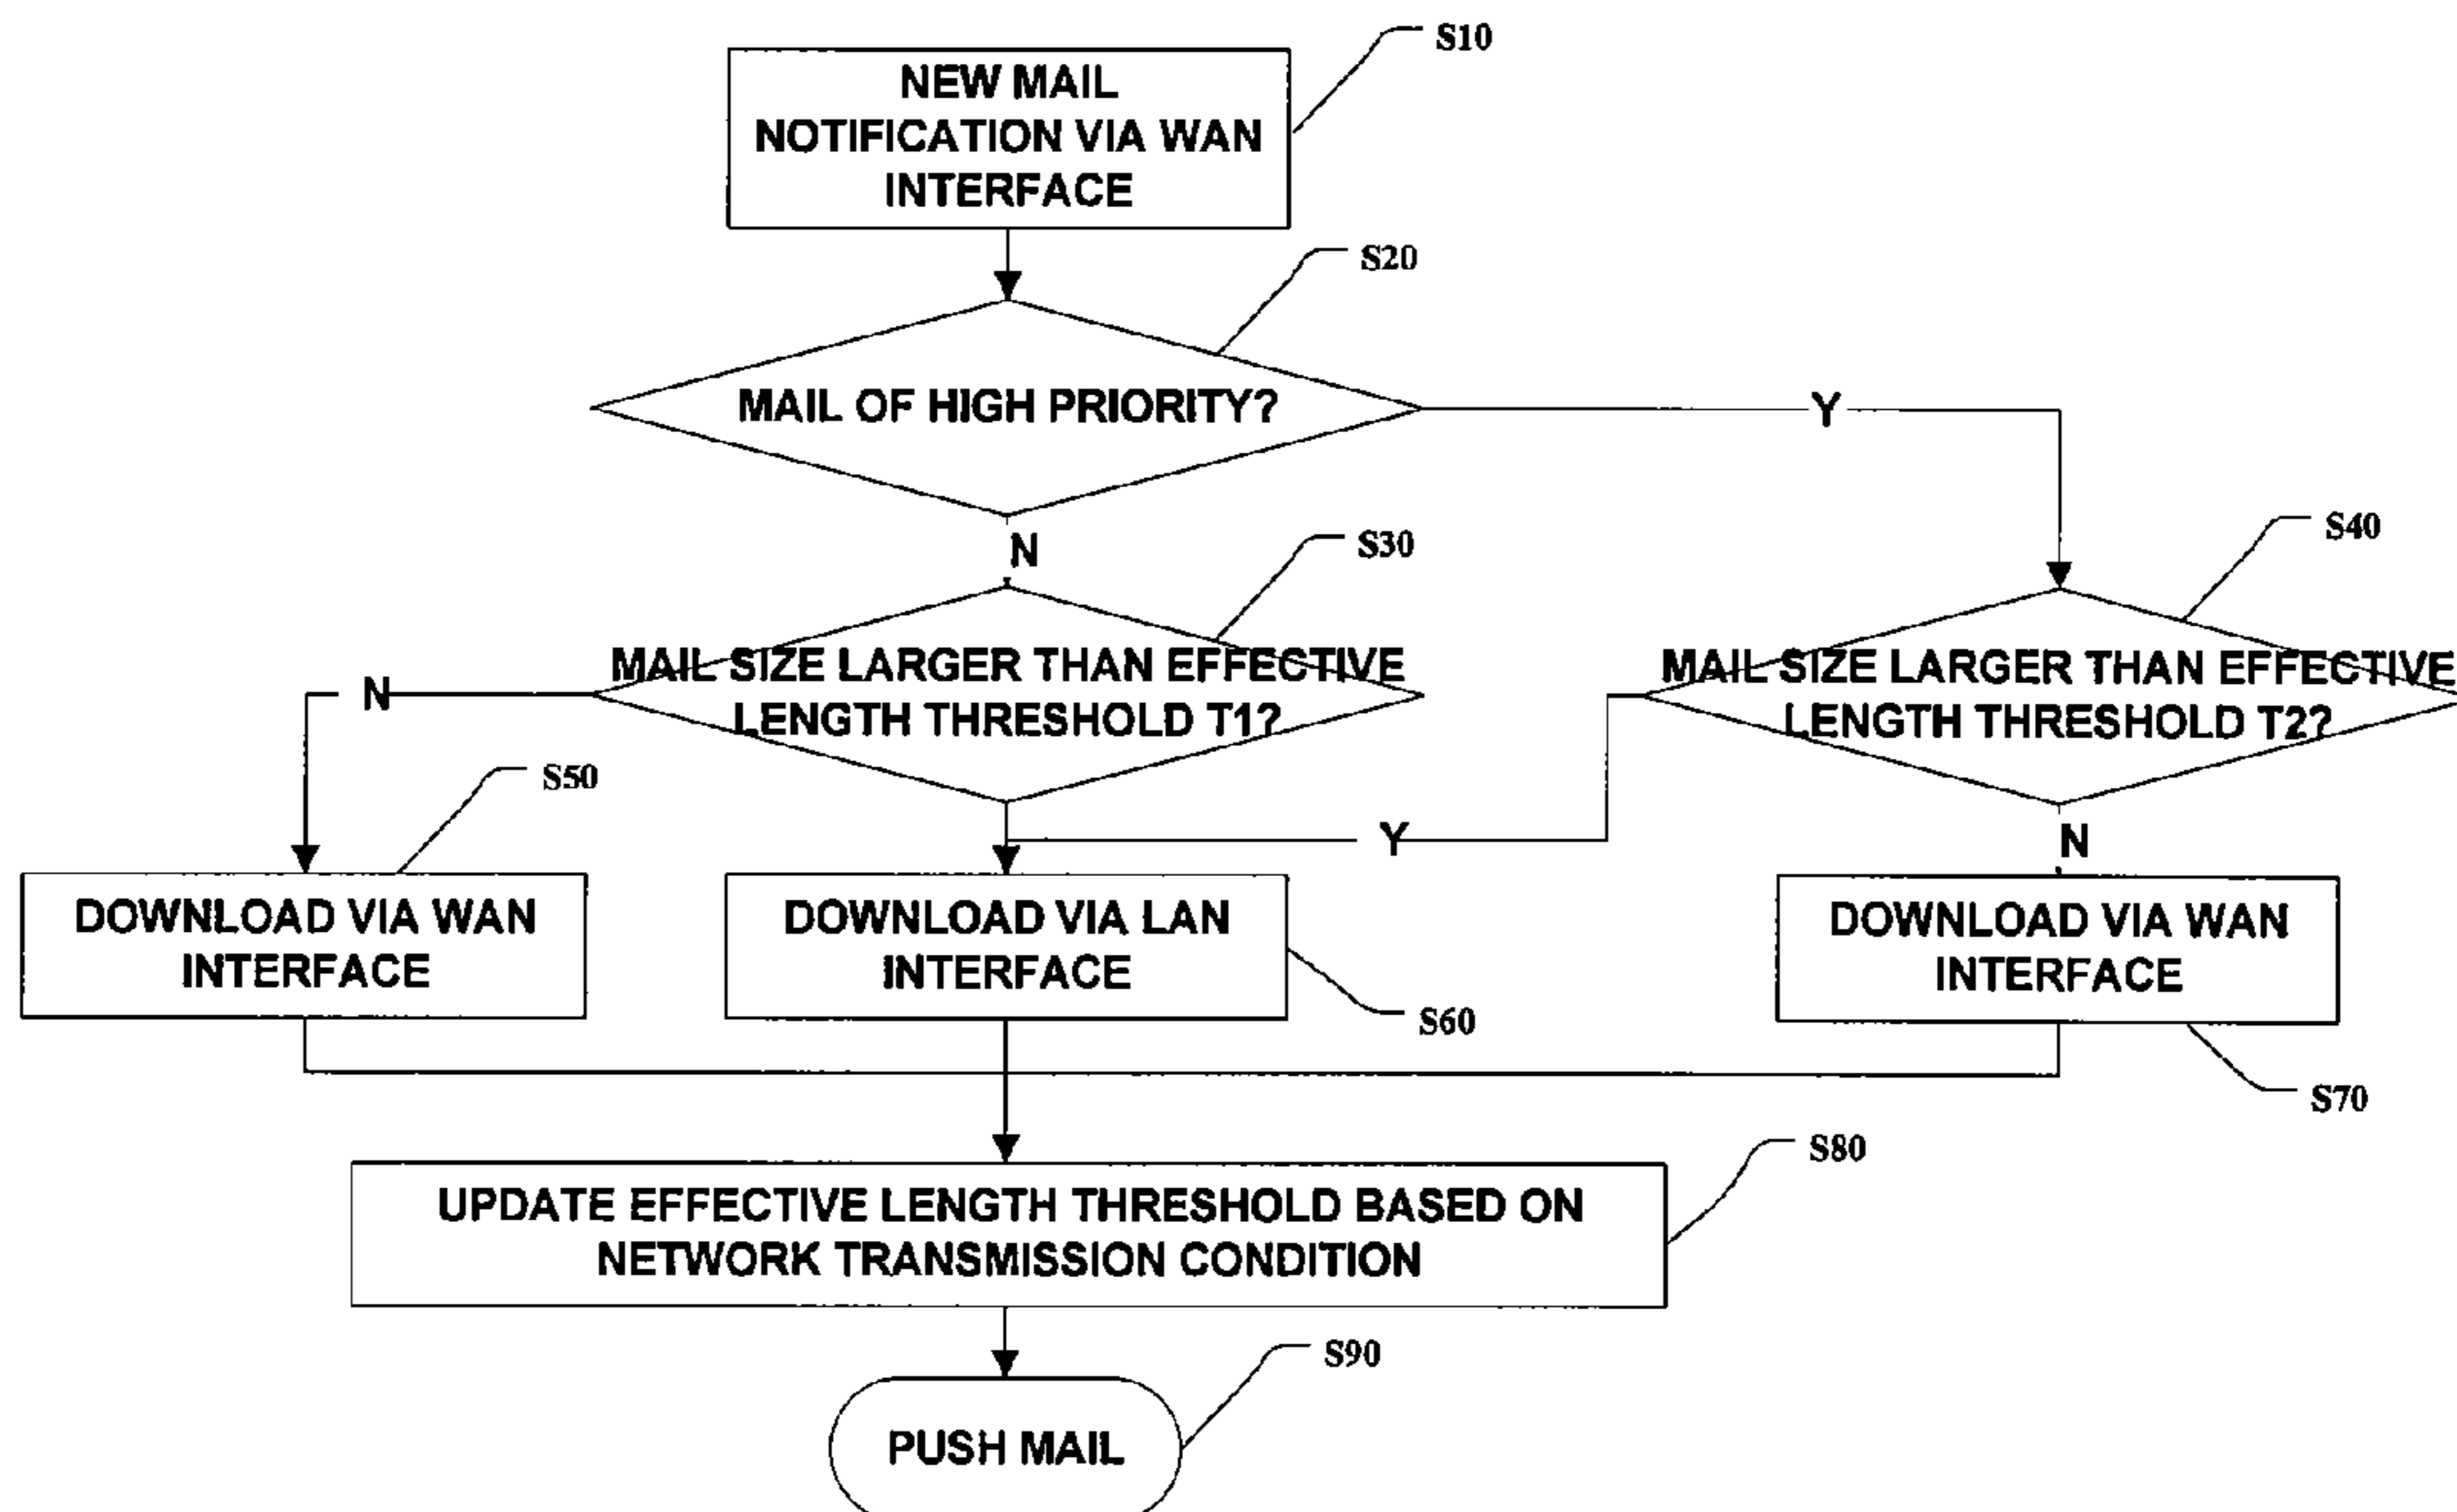 S10
NEW MAIL
NOTIFICATION VIA WAN
INTERFACE
S20
MAIL OF HIGH PRIORITY?
Y
N
S30
S40
MAIL SIZE LARGER THAN EFFECTIVE
LENGTH THRESHOLD T1?
MAIL SIZE LARGER THAN EFFECTIVE
LENGTH THRESHOLD T2?
N
S50
Y
N
DOWNLOAD VIA WAN
INTERFACE
DOWNLOAD VIA LAN
INTERFACE
DOWNLOAD VIA WAN
INTERFACE
S60
S70
S80
UPDATE EFFECTIVE LENGTH THRESHOLD BASED ON
NETWORK TRANSMISSION CONDITION
S90
PUSH MAIL